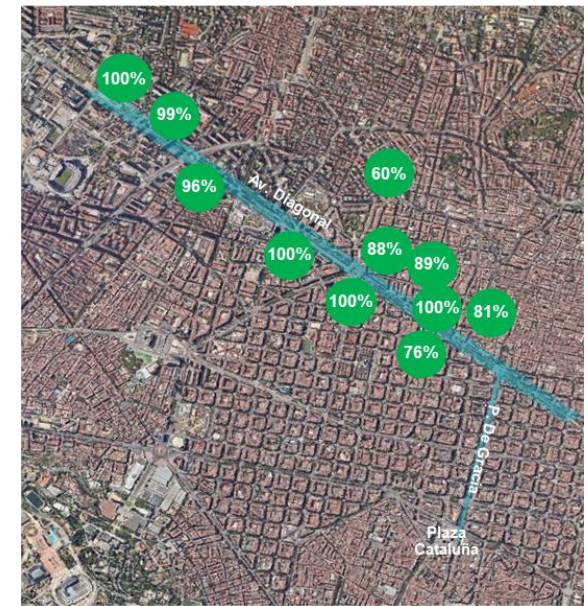 100%
99%
60%
96%
Av. Diagonal
88%
100%
89%
100%
100%
81%
76%
P. De Gracia
Plaza
Cataluña